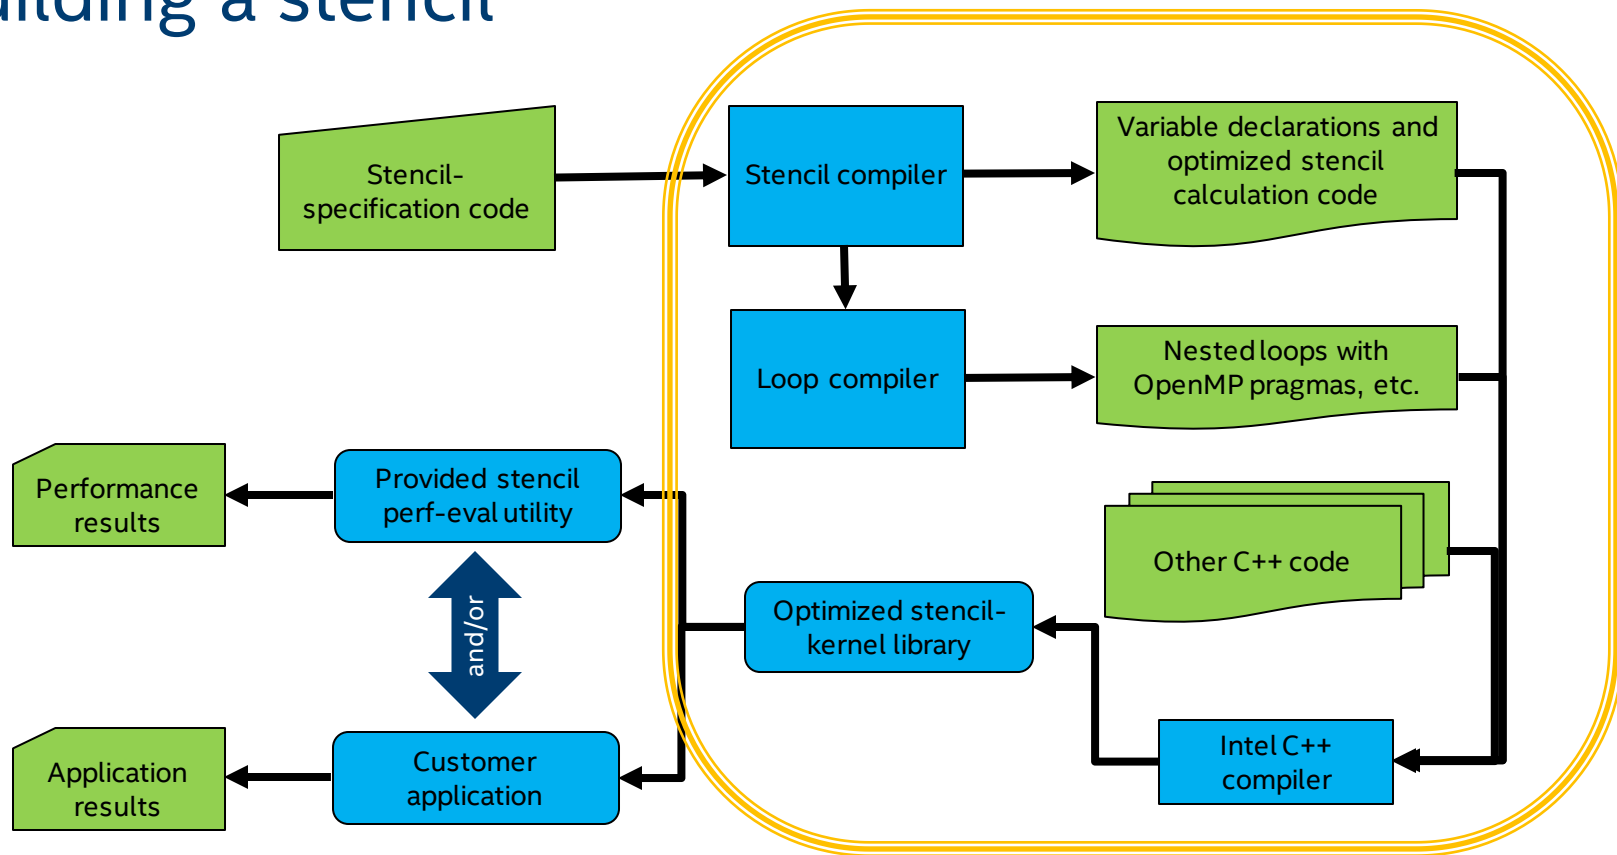 uilding a stencil
Stencil-
specification code
Stencil compiler
Variable declarations and
optimized stencil
calculation code
Loop compiler
Nested loops with
OpenMP pragmas, etc.
Performance
results
Provided stencil
perf-eval utility
Other C++ code
and/or
Optimized stencil-
kernel library
Application
results
Customer
application
Intel C++
compiler